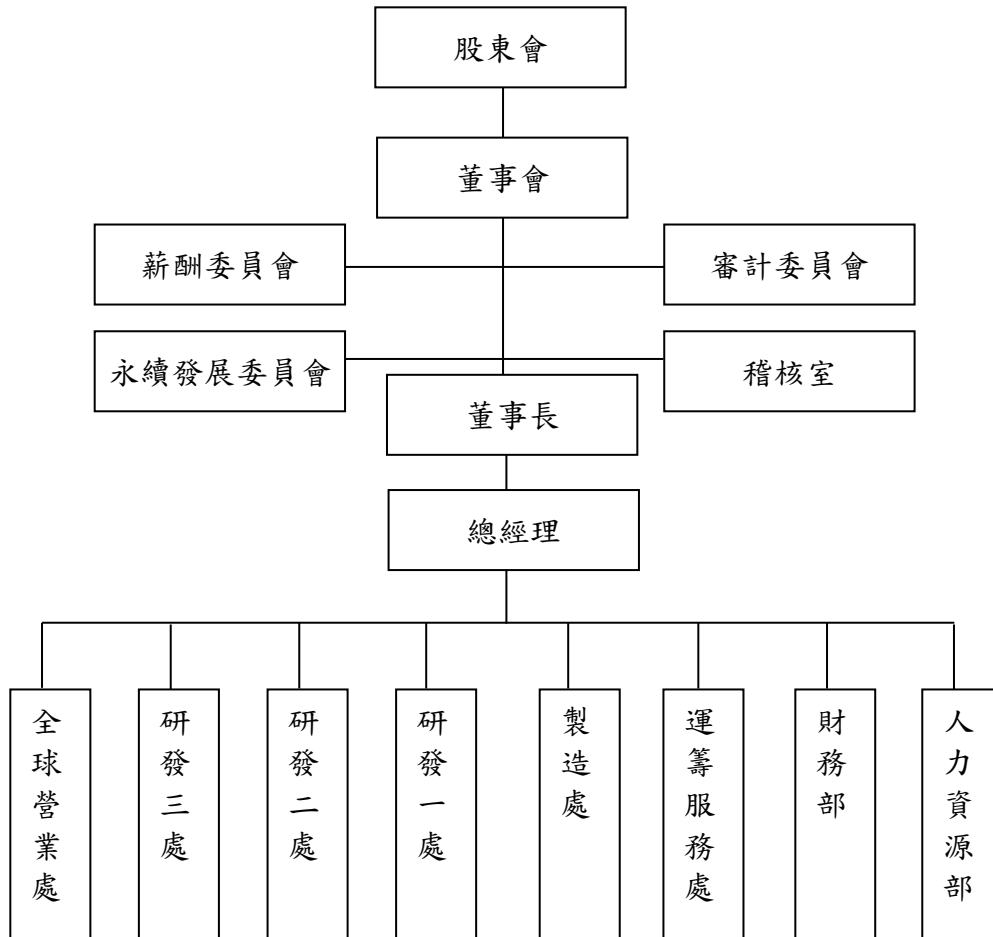 股東會
董事會
薪酬委員會
審計委員會
永續發展委員會
稽核室
董事長
總經理
全球營業處
研發三處
研發二處
研發一處
製造處
運籌服務處
財務部
人力資源部